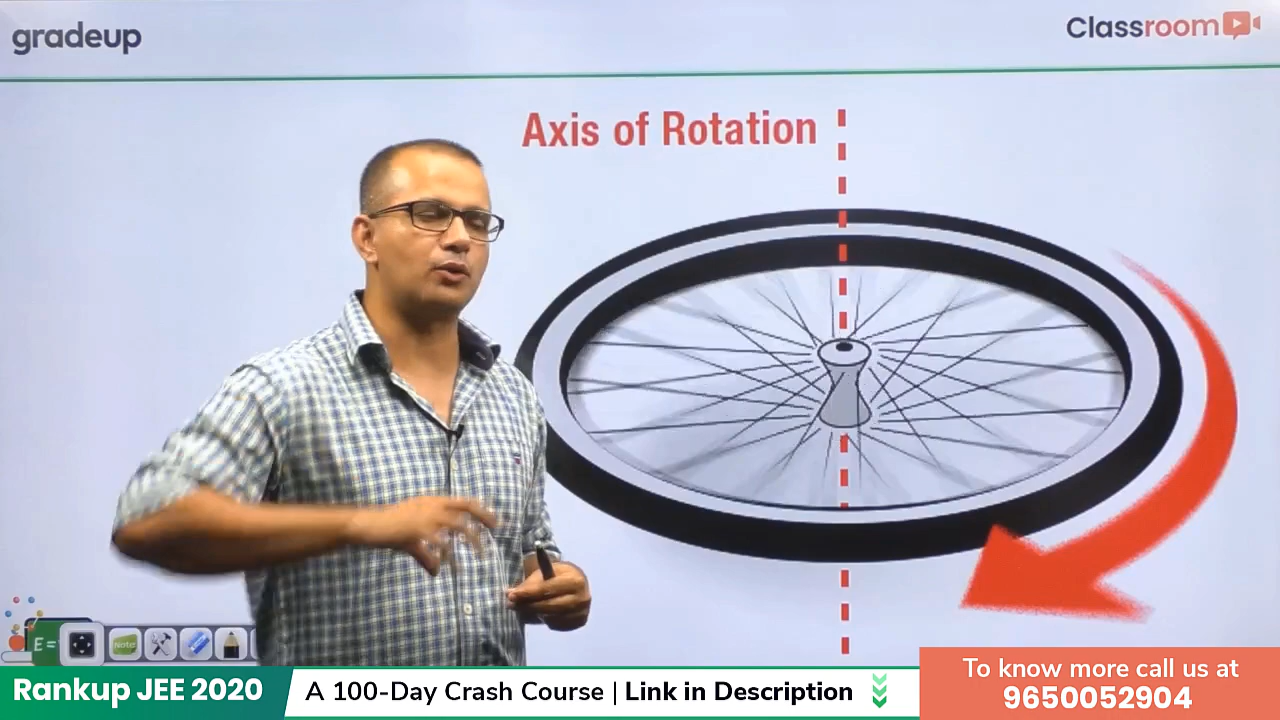 gradeup
Classroom
Axis of Rotation
E=
Note
Rankup JEE 2020
A 100-Day Crash Course | Link in Description
To know more call us at
9650052904